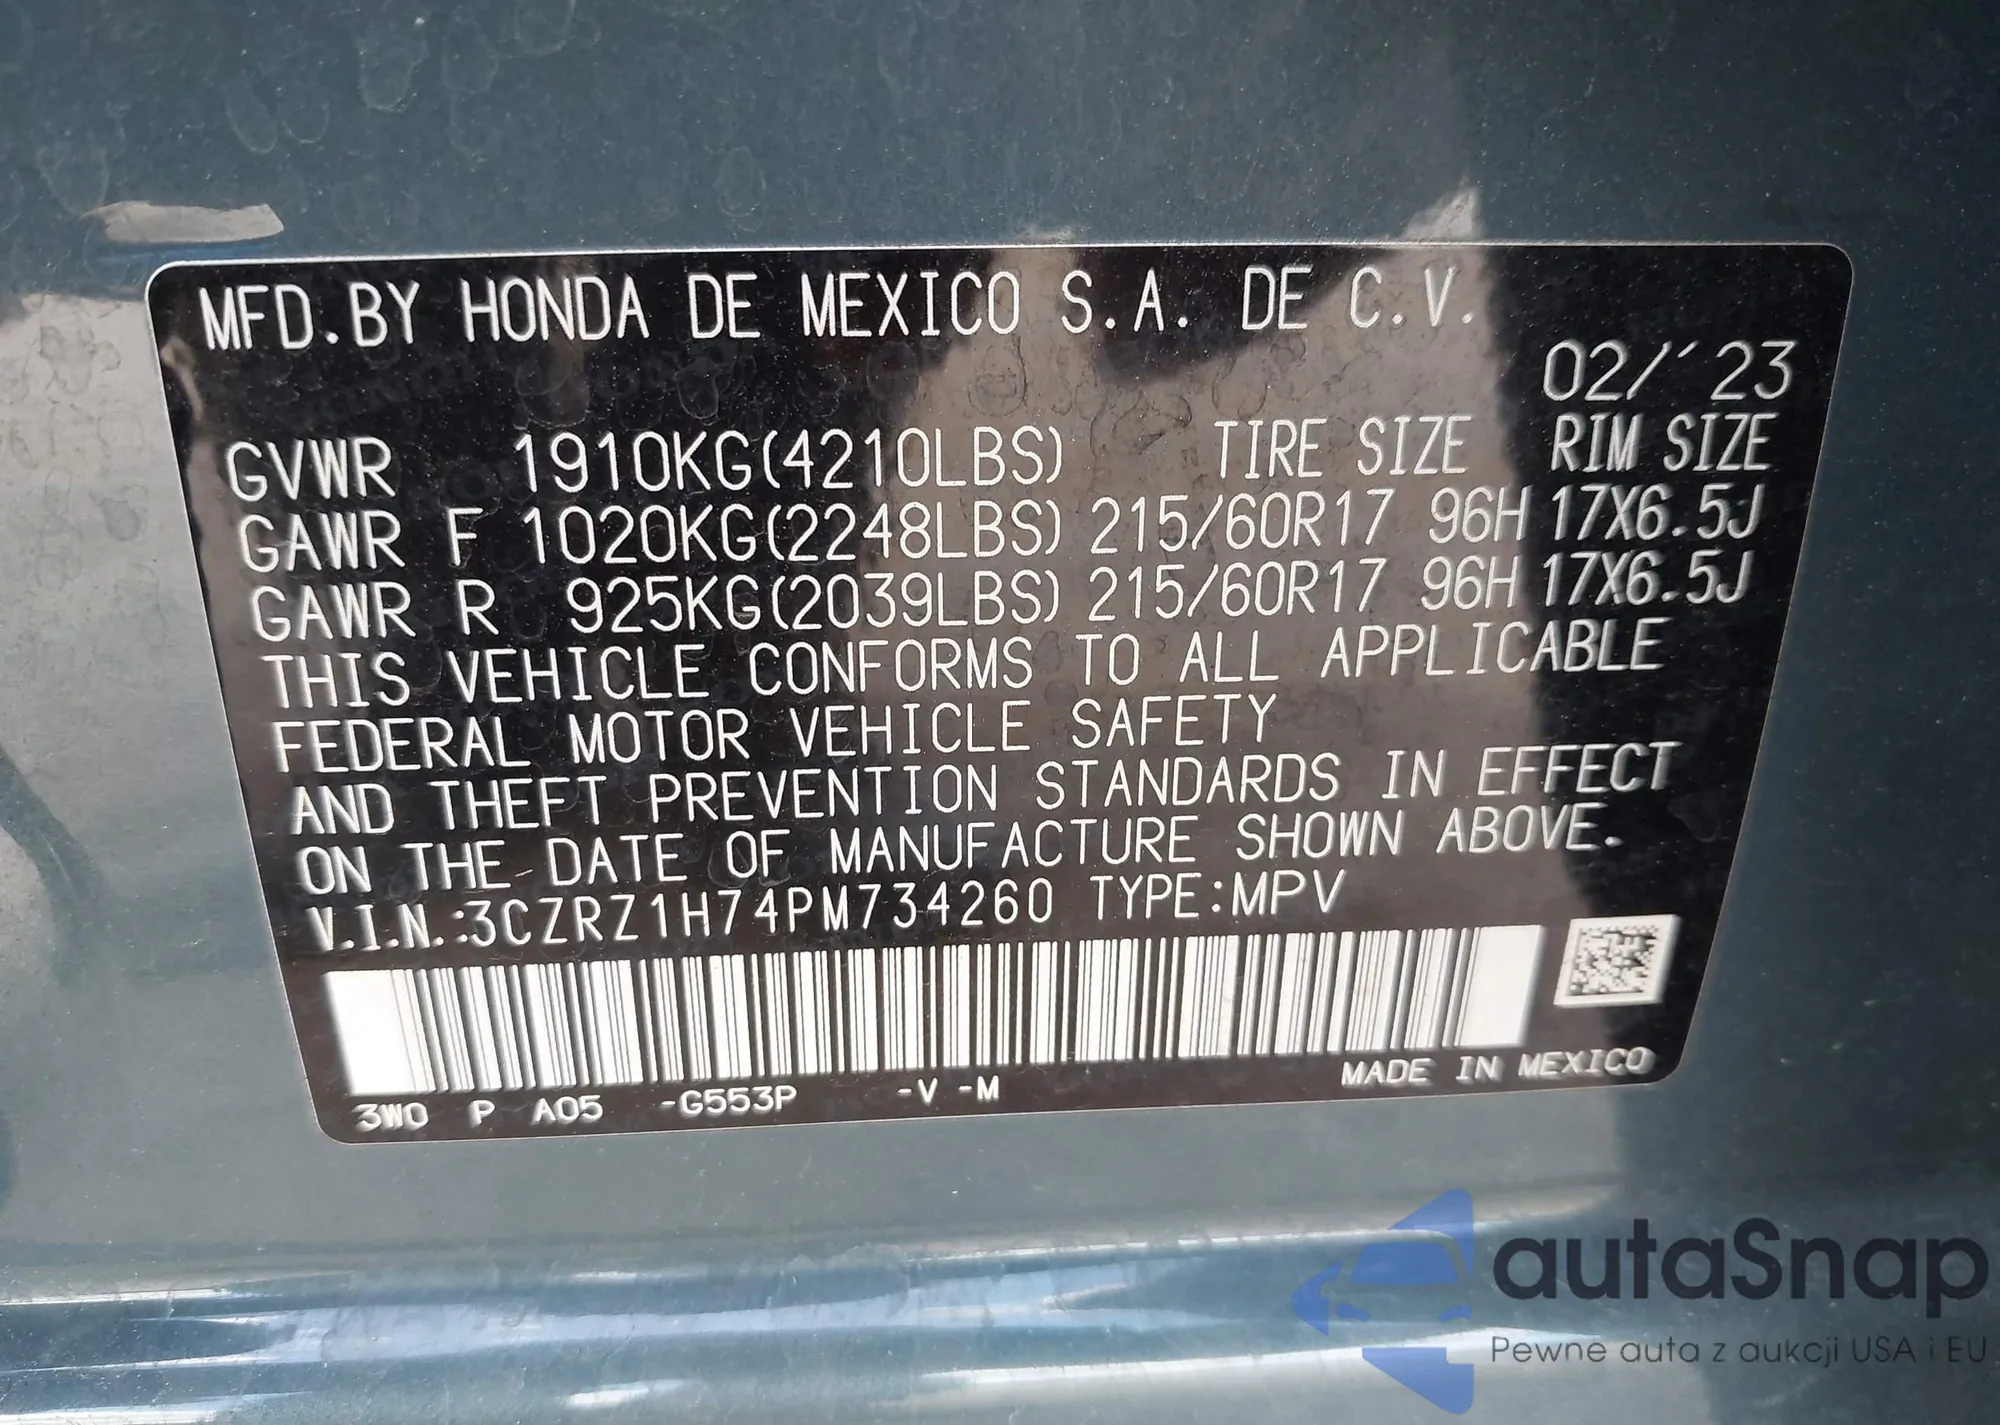 MFD.BY HONDA DE MEXICO S.A. DE C.V.
02/'23
GVWR 1910KG(4210LBS) TIRE SIZE RIM SIZE
GAWR F 1020KG(2248LBS) 215/60R17 96H 17X6.5J
GAWR R 925KG(2039LBS) 215/60R17 96H 17X6.5J
THIS VEHICLE CONFORMS TO ALL APPLICABLE
FEDERAL MOTOR VEHICLE SAFETY
AND THEFT PREVENTION STANDARDS IN EFFECT
ON THE DATE OF MANUFACTURE SHOWN ABOVE.
V.I.N.:3CZRZ1H74PM734260 TYPE:MPV
MADE IN MEXICO
3W0 P A05 -G553P -V -M
autaSnap
Pewne auta z aukcji USA i EU